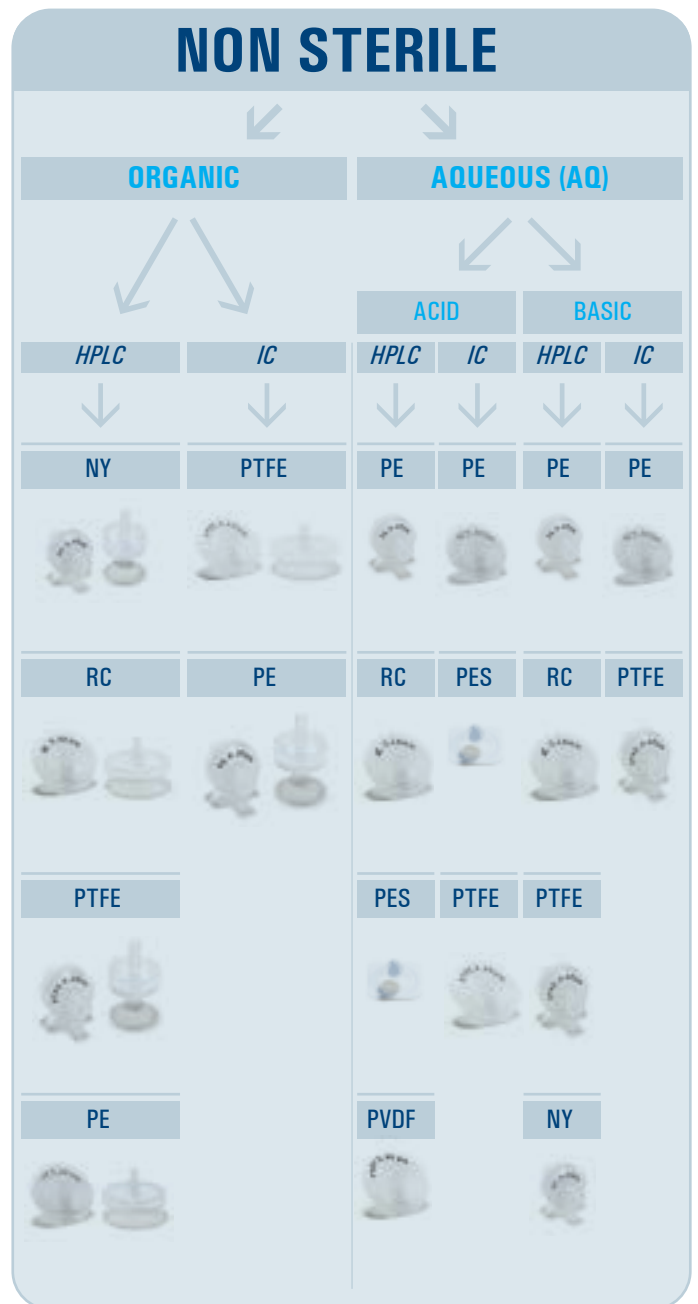 NON STERILE
ORGANIC AQUEOUS (AQ)
ACID BASIC
HPLC IC HPLC IC HPLC IC
NY PTFE PE PE PE PE
RC PE RC PES RC PTFE
PTFE PES PTFE PTFE
PE PVDF NY